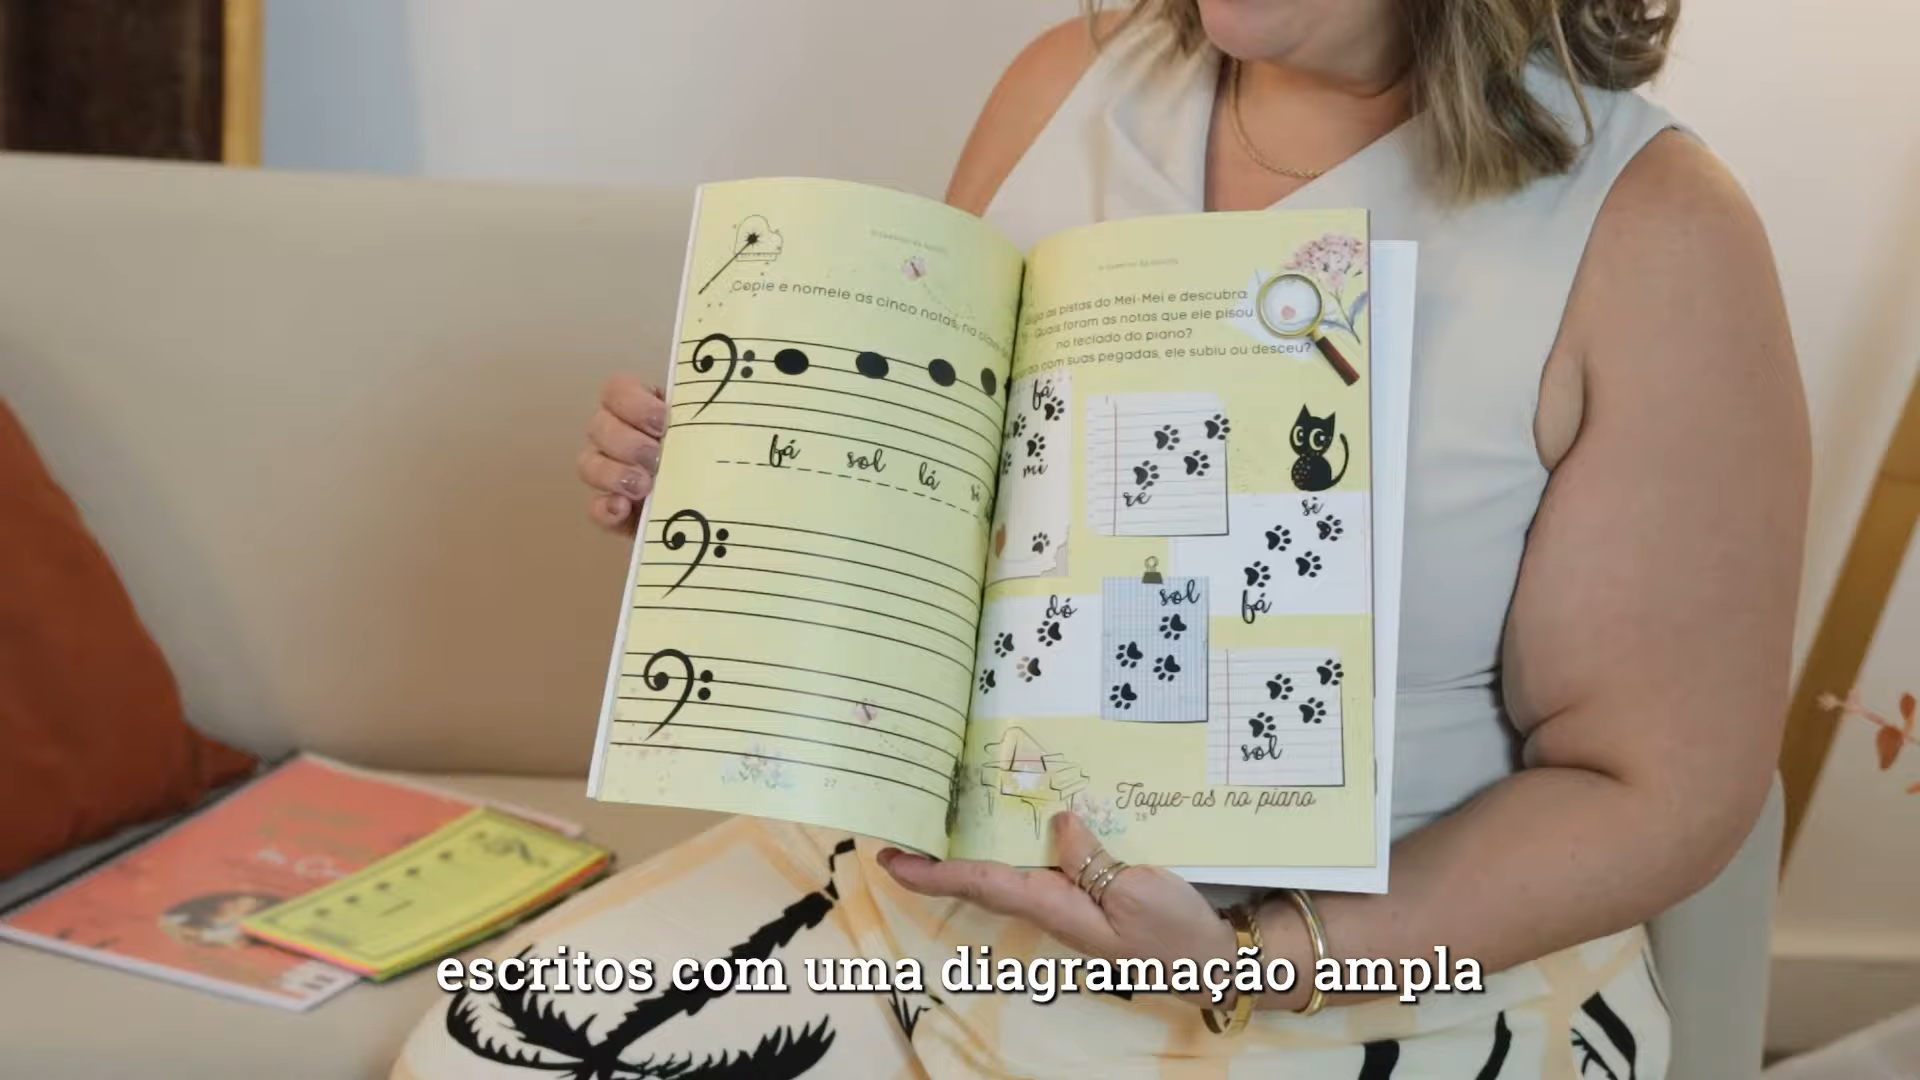 Copie e nomeie as cinco notas, na
fá sol lá si
27
as pistas do Mei-Mei e descubra:
Quais foram as notas que ele pisou
no teclado do piano?
com suas pegadas, ele subiu ou desceu?
fá
mi
ré
si
fá
dó
sol
sol
Toque-as no piano
28
escritos com uma diagramação ampla